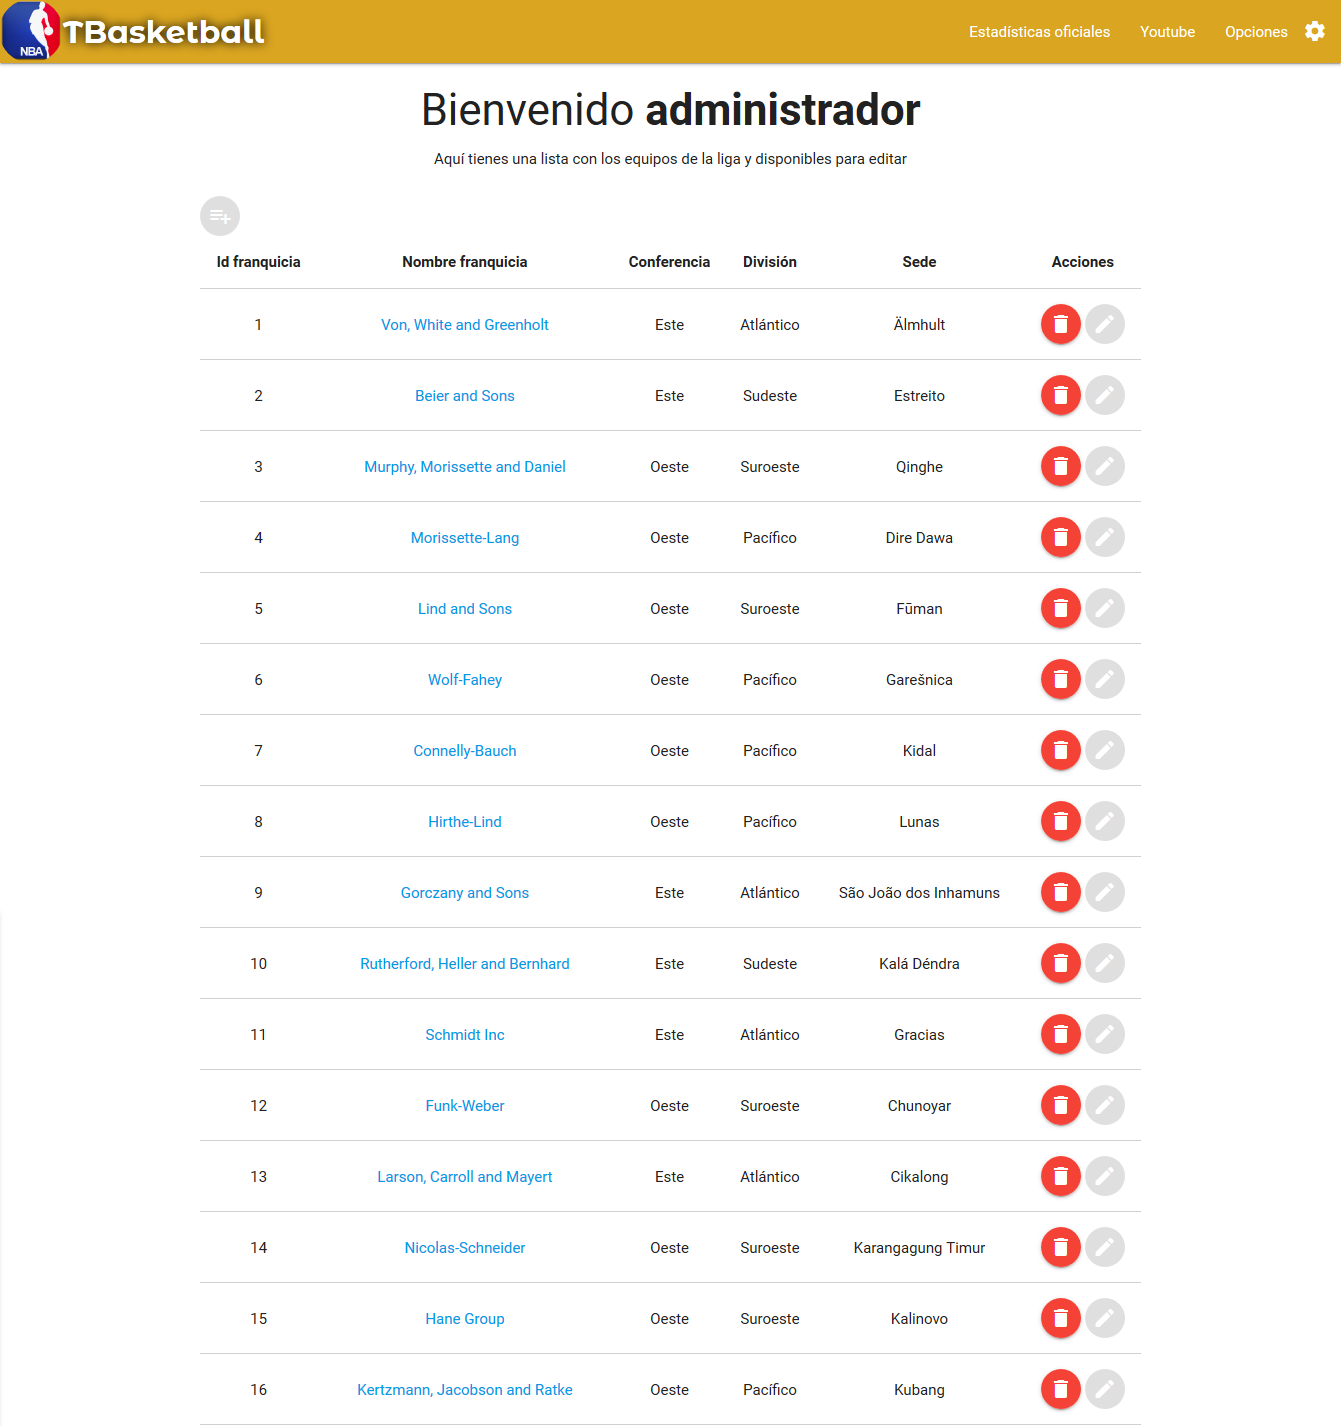 NBA
TBasketball
Estadísticas oficiales Youtube Opciones
Bienvenido administrador
Aquí tienes una lista con los equipos de la liga y disponibles para editar
Id franquicia Nombre franquicia Conferencia División Sede Acciones
1 Von, White and Greenholt Este Atlántico Älmhult
2 Beier and Sons Este Sudeste Estreito
3 Murphy, Morissette and Daniel Oeste Suroeste Qinghe
4 Morissette-Lang Oeste Pacífico Dire Dawa
5 Lind and Sons Oeste Suroeste Fūman
6 Wolf-Fahey Oeste Pacífico Garešnica
7 Connelly-Bauch Oeste Pacífico Kidal
8 Hirthe-Lind Oeste Pacífico Lunas
9 Gorczany and Sons Este Atlántico São João dos Inhamuns
10 Rutherford, Heller and Bernhard Este Sudeste Kalá Déndra
11 Schmidt Inc Este Atlántico Gracias
12 Funk-Weber Oeste Suroeste Chunoyar
13 Larson, Carroll and Mayert Este Atlántico Cikalong
14 Nicolas-Schneider Oeste Suroeste Karangagung Timur
15 Hane Group Oeste Suroeste Kalinovo
16 Kertzmann, Jacobson and Ratke Oeste Pacífico Kubang